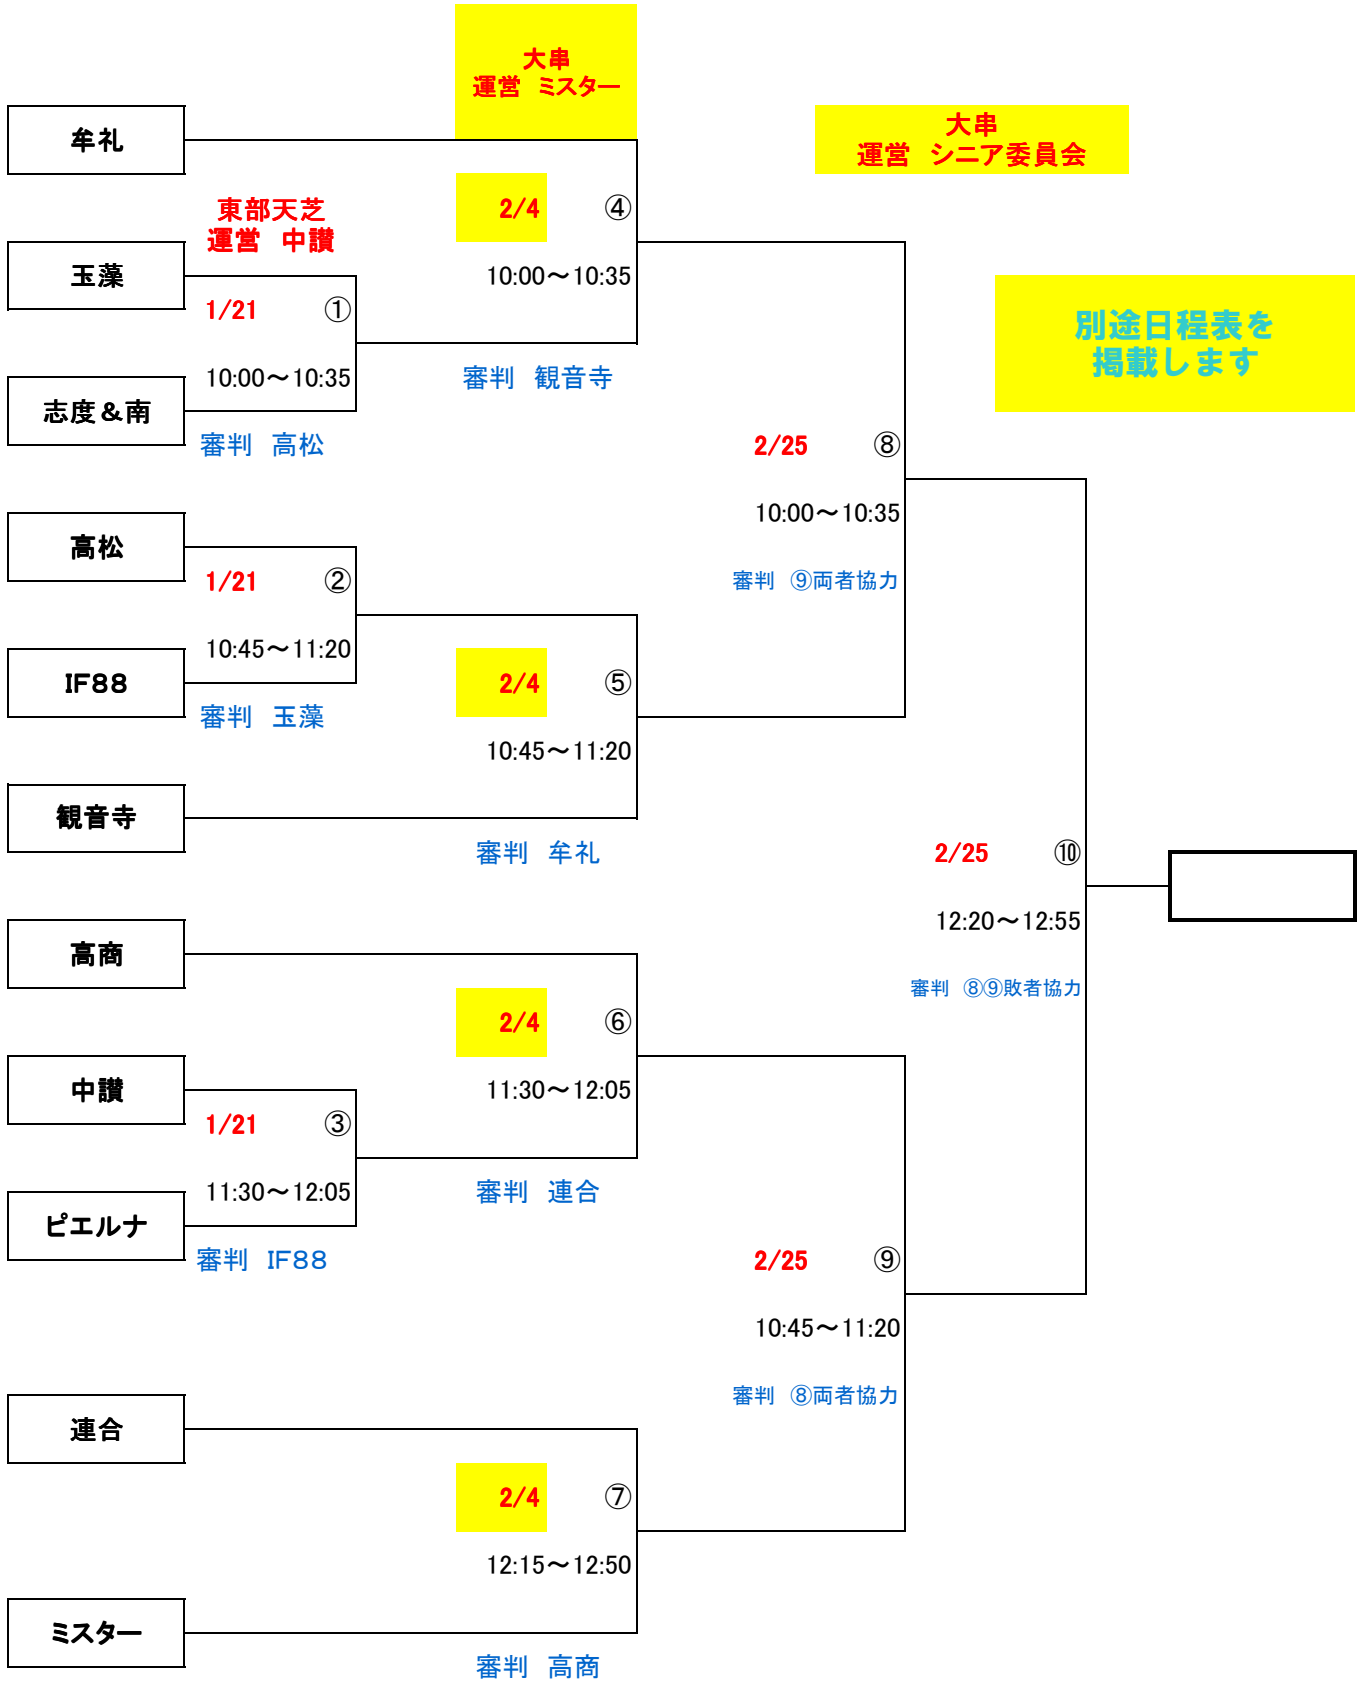 大串
運営　ミスター
牟礼
大串
運営　シニア委員会
2/4　④
東部天芝
運営　中讃
玉藻
10:00～10:35
1/21　①
別途日程表を
掲載します
10:00～10:35
審判　観音寺
志度＆南
審判　高松
2/25　⑧
10:00～10:35
高松
1/21　②
審判　⑨両者協力
10:45～11:20
IF88
2/4　⑤
審判　玉藻
10:45～11:20
観音寺
審判　牟礼
2/25　⑩
12:20～12:55
高商
審判　⑧⑨敗者協力
2/4　⑥
中讃
11:30～12:05
1/21　③
11:30～12:05
審判　連合
ピエルナ
審判　IF88
2/25　⑨
10:45～11:20
審判　⑧両者協力
連合
2/4　⑦
12:15～12:50
ミスター
審判　高商